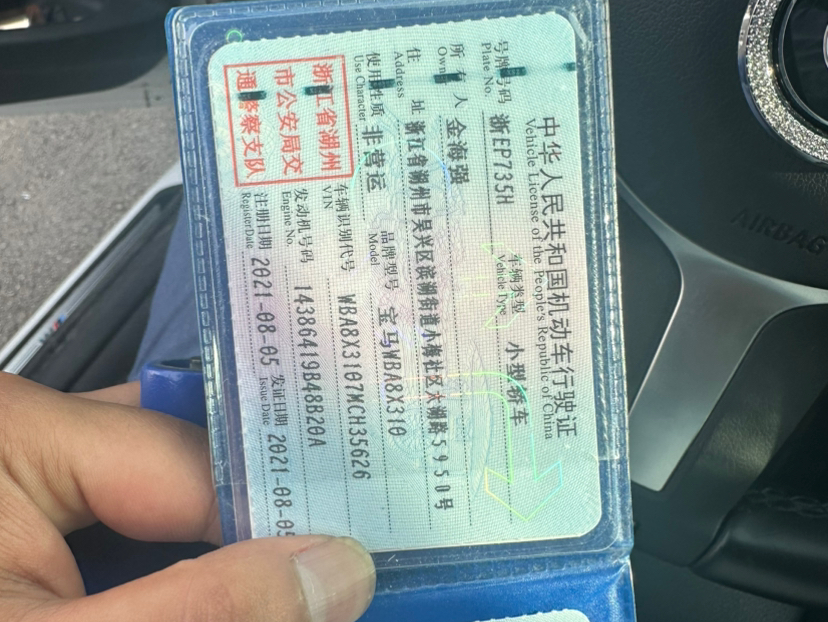 中华人民共和国机动车行驶证
Vehicle License of the People's Republic of China
号牌号码 浙EP735H 车辆类型 小型轿车
Plate No. Vehicle Type
所有人 金海强
Owner
住址 浙江省湖州市吴兴区滨湖街道小梅社区太湖路5950号
Address
使用性质 非营运 品牌型号 宝马WBA8X310
Use Character Model
浙江省湖州
市公安局交
通警察支队
车辆识别代号 WBA8X3107MCH35626
VIN
发动机号码 14386419B48B20A
Engine No.
注册日期 2021-08-05 发证日期 2021-08-05
Register Date Issue Date
AIRBAG